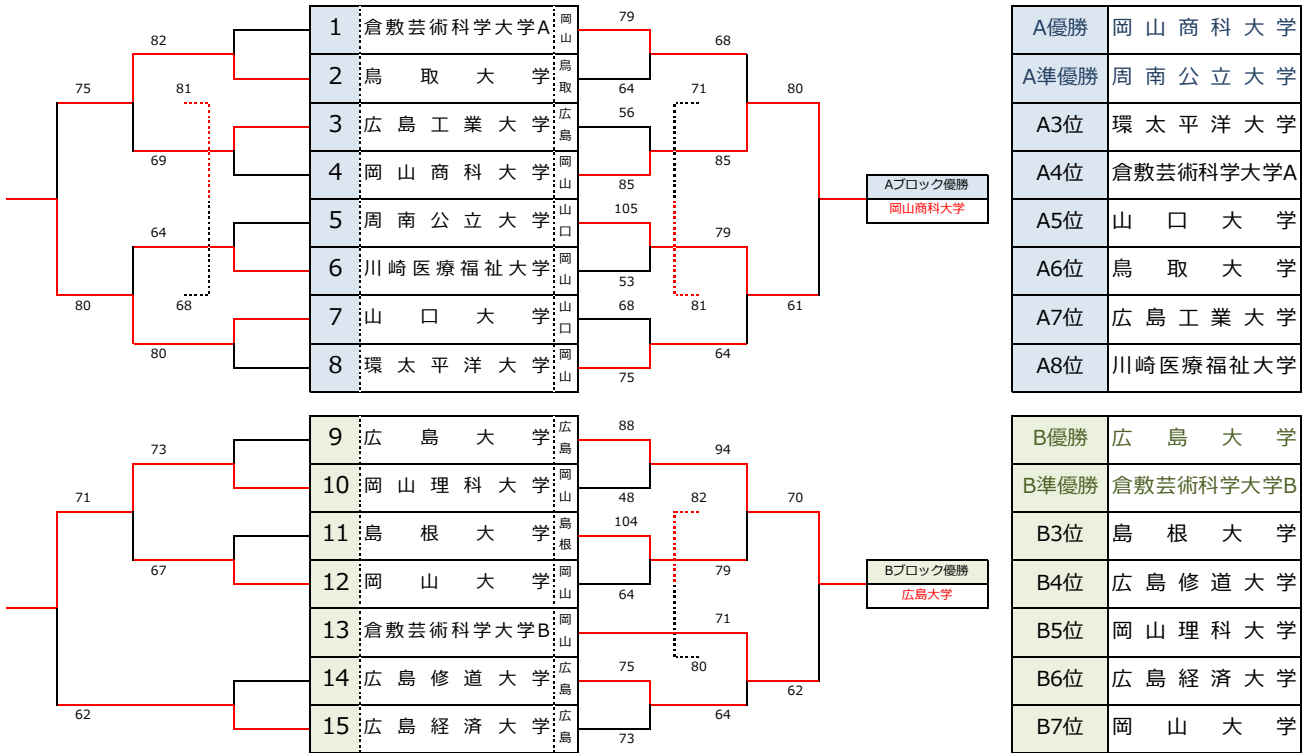 79
1 倉敷芸術科学大学A 岡山
82
68
2 鳥取大学 鳥取
64
75
81
71
80
56
3 広島工業大学 広島
69
85
4 岡山商科大学 岡山
85
Aブロック優勝
岡山商科大学
105
5 周南公立大学 山口
64
79
6 川崎医療福祉大学 岡山
53
80
68
81
61
68
7 山口大学 山口
80
64
8 環太平洋大学 岡山
75
A優勝 岡山商科大学
A準優勝 周南公立大学
A3位 環太平洋大学
A4位 倉敷芸術科学大学A
A5位 山口大学
A6位 鳥取大学
A7位 広島工業大学
A8位 川崎医療福祉大学
88
9 広島大学 広島
73
94
10 岡山理科大学 岡山
48
71
82
70
104
11 島根大学 島根
67
79
12 岡山大学 岡山
64
Bブロック優勝
広島大学
71
13 倉敷芸術科学大学B 岡山
75
80
14 広島修道大学 広島
62
62
64
15 広島経済大学 広島
73
B優勝 広島大学
B準優勝 倉敷芸術科学大学B
B3位 島根大学
B4位 広島修道大学
B5位 岡山理科大学
B6位 広島経済大学
B7位 岡山大学